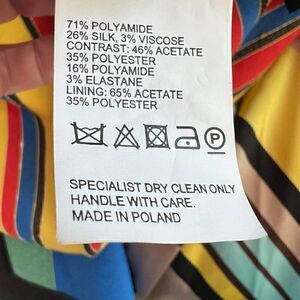 71% POLYAMIDE
26% SILK, 3% VISCOSE
CONTRAST: 46% ACETATE
35% POLYESTER
16% POLYAMIDE
3% ELASTANE
LINING: 65% ACETATE
35% POLYESTER
P
SPECIALIST DRY CLEAN ONLY
HANDLE WITH CARE.
MADE IN POLAND